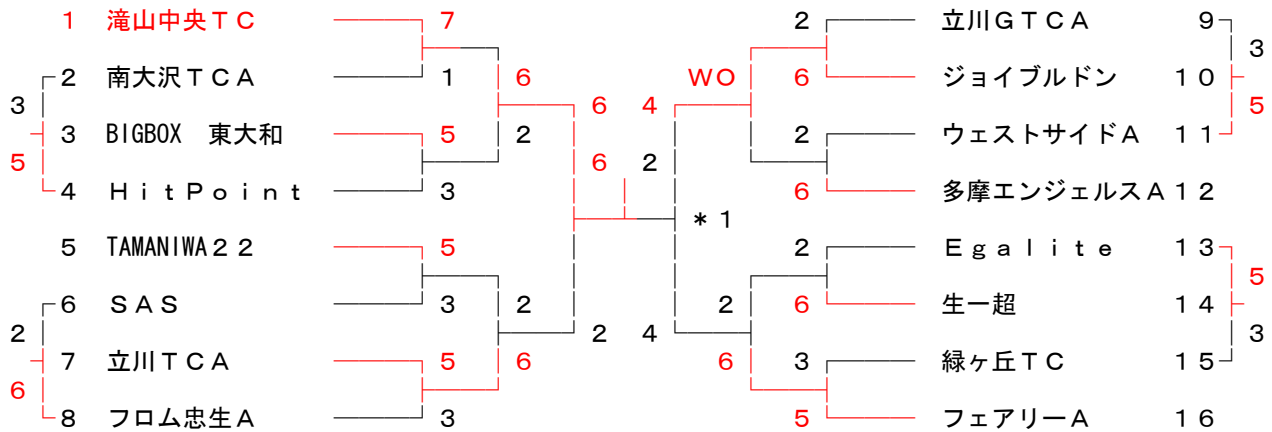 1 滝山中央ＴＣ 7 2 立川ＧＴＣＡ 9
3
2 南大沢ＴＣＡ 1 6 ＷＯ 6 ジョイブルドン 10
3 6 4 5
3 BIGBOX 東大和 5 2 2 ウェストサイドＡ 11
5 6 2
4 ＨｉｔＰｏｉｎｔ 3 6 多摩エンジェルスＡ 12
＊1
5 TAMANIWA２２ 5 2 Ｅｇａｌｉｔｅ 13
5
6 ＳＡＳ 3 2 2 6 生一超 14
2 2 4 3
7 立川ＴＣＡ 5 6 6 3 緑ヶ丘ＴＣ 15
6
8 フロム忠生Ａ 3 5 フェアリーＡ 16